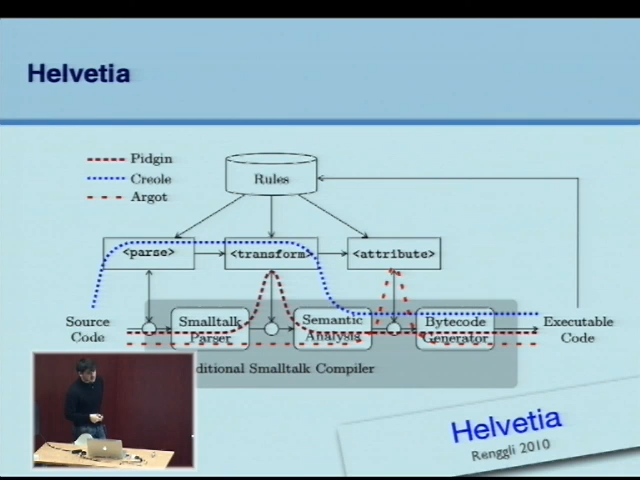 Helvetia
Pidgin
Creole
Argot
Rules
<parse>
<transform>
<attribute>
Source
Code
Smalltalk
Parser
Semantic
Analysis
Bytecode
Generator
Executable
Code
ditional Smalltalk Compiler
Helvetia
Renggli 2010